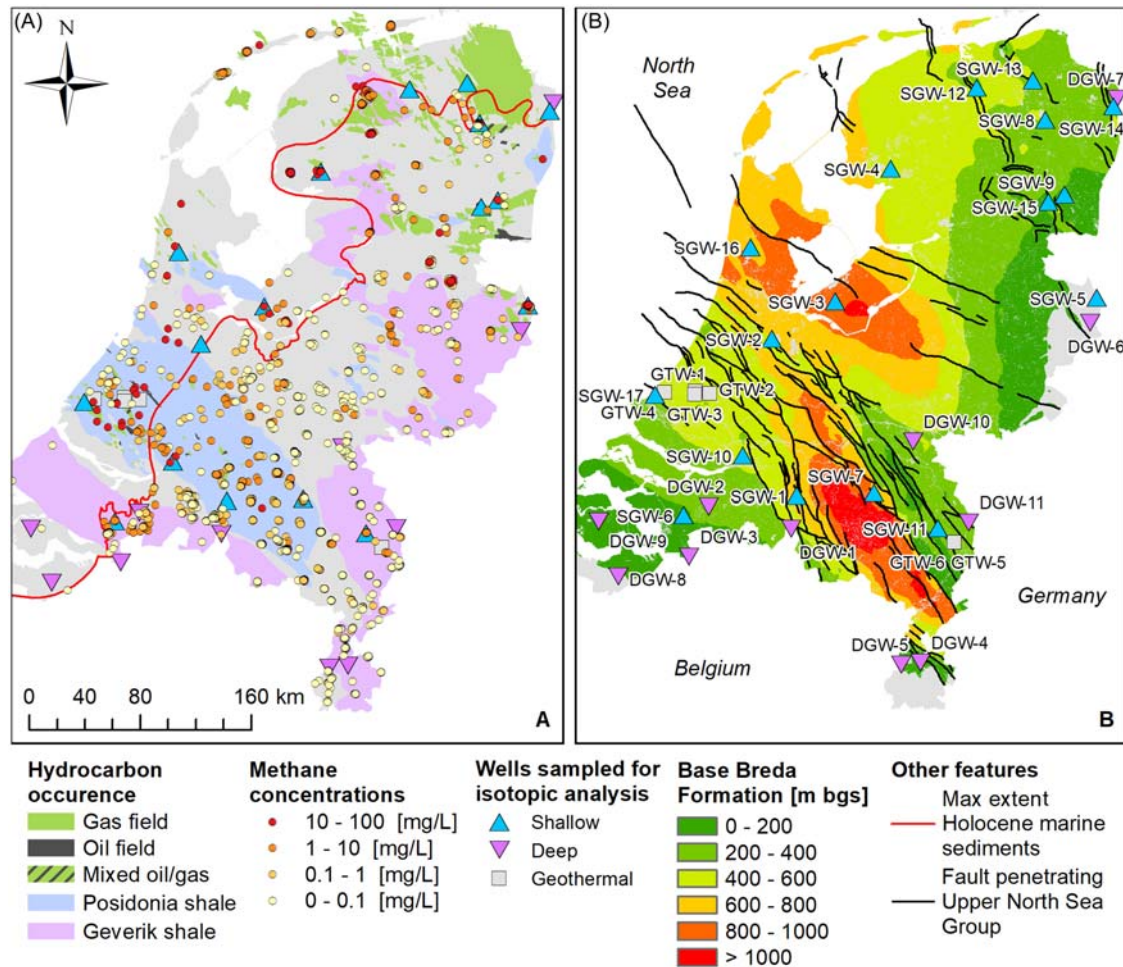 (A)
N
0 40 80 160 km
A
(B)
North
Sea
SGW-13
DGW-7
SGW-12
SGW-8
SGW-14
SGW-4
SGW-9
SGW-15
SGW-16
SGW-5
SGW-3
DGW-6
SGW-2
GTW-1
GTW-2
SGW-17
GTW-4
GTW-3
DGW-10
SGW-10
DGW-2
SGW-7
SGW-1
DGW-11
SGW-6
SGW-11
DGW-9
DGW-3
DGW-1
GTW-6
GTW-5
DGW-8
Germany
DGW-5
DGW-4
Belgium
B
Hydrocarbon
occurence
Gas field
Oil field
Mixed oil/gas
Posidonia shale
Geverik shale
Methane
concentrations
10 - 100 [mg/L]
1 - 10 [mg/L]
0.1 - 1 [mg/L]
0 - 0.1 [mg/L]
Wells sampled for
isotopic analysis
Shallow
Deep
Geothermal
Base Breda
Formation [m bgs]
0 - 200
200 - 400
400 - 600
600 - 800
800 - 1000
> 1000
Other features
Max extent
Holocene marine
sediments
Fault penetrating
Upper North Sea
Group